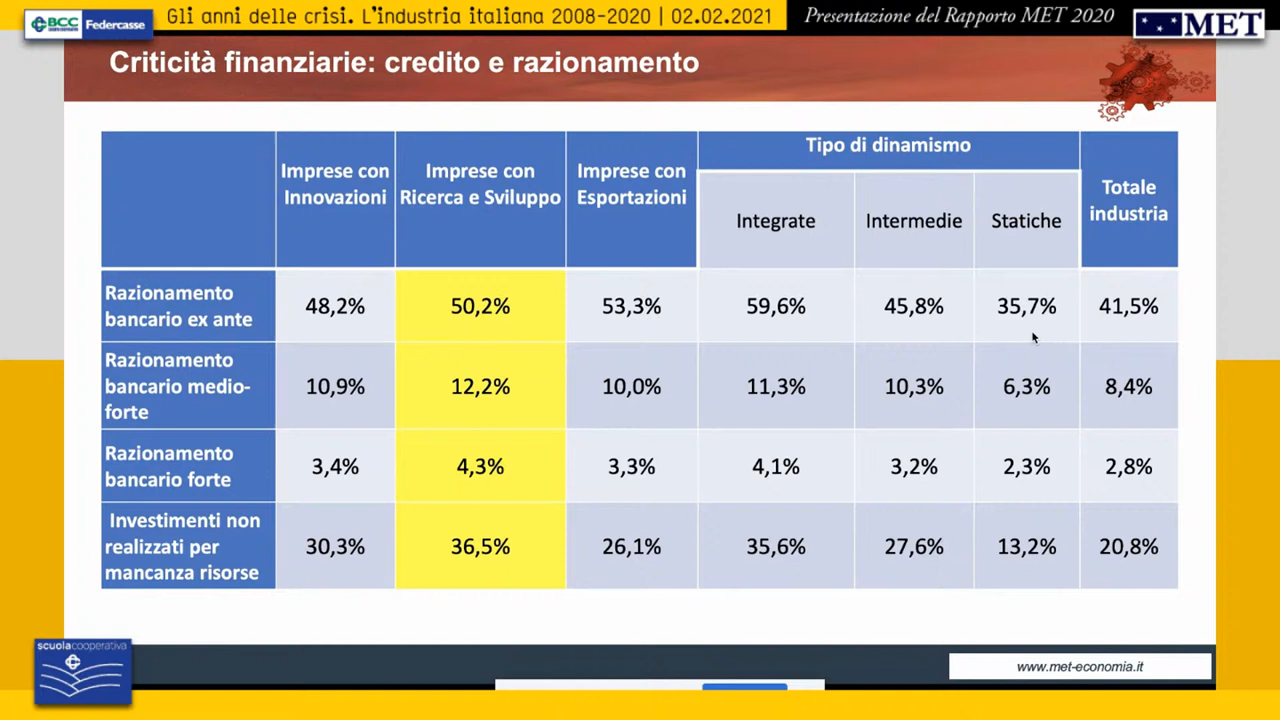 BCC
CREDITO COOPERATIVO
Federcasse
Gli anni delle crisi. L'industria italiana 2008-2020 | 02.02.2021
Presentazione del Rapporto MET 2020
MET
Criticità finanziarie: credito e razionamento
Imprese con
Innovazioni
Imprese con
Ricerca e Sviluppo
Imprese con
Esportazioni
Tipo di dinamismo
Integrate
Intermedie
Statiche
Totale
industria
Razionamento
bancario ex ante
48,2%
50,2%
53,3%
59,6%
45,8%
35,7%
41,5%
Razionamento
bancario medio-
forte
10,9%
12,2%
10,0%
11,3%
10,3%
6,3%
8,4%
Razionamento
bancario forte
3,4%
4,3%
3,3%
4,1%
3,2%
2,3%
2,8%
Investimenti non
realizzati per
mancanza risorse
30,3%
36,5%
26,1%
35,6%
27,6%
13,2%
20,8%
scuolacooperativa
www.met-economia.it